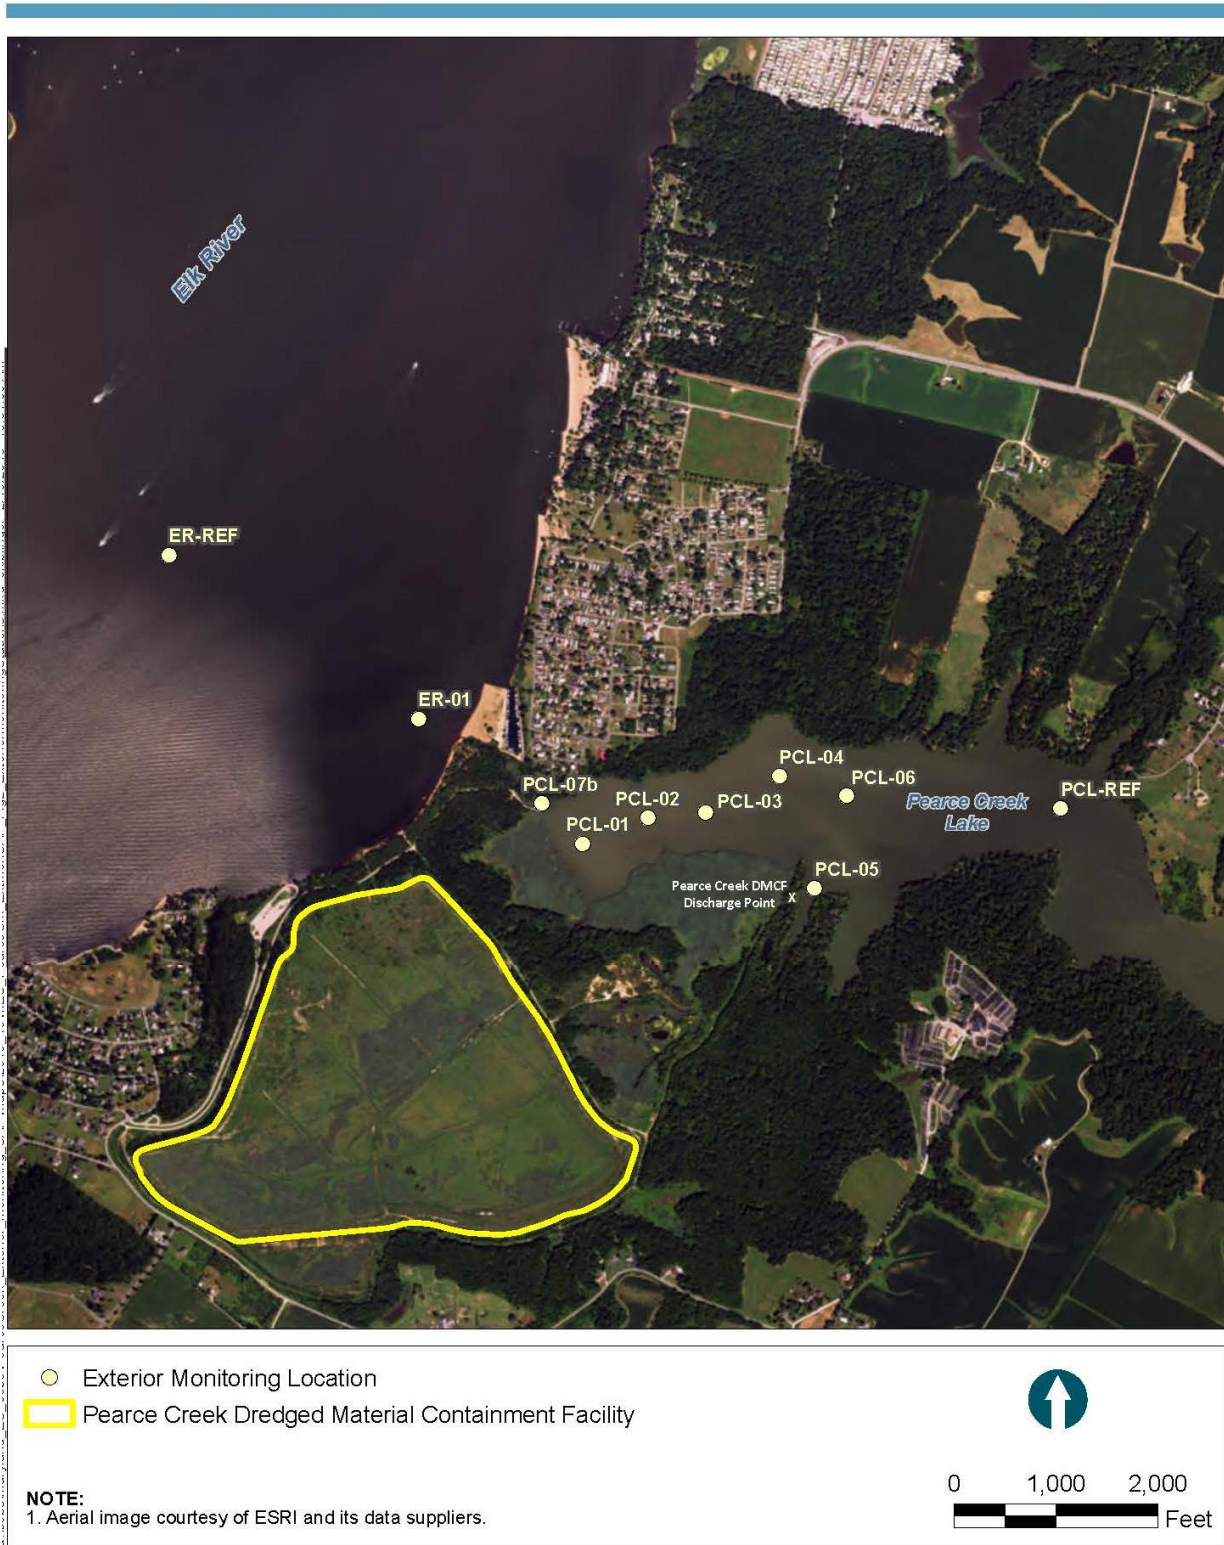 Elk River
ER-REF
ER-01
PCL-04
PCL-07b
PCL-06
PCL-02
PCL-03
PCL-REF
Pearce Creek
Lake
PCL-01
PCL-05
Pearce Creek DMCF
Discharge Point
X
Exterior Monitoring Location
Pearce Creek Dredged Material Containment Facility
0 1,000 2,000
Feet
NOTE:
1. Aerial image courtesy of ESRI and its data suppliers.